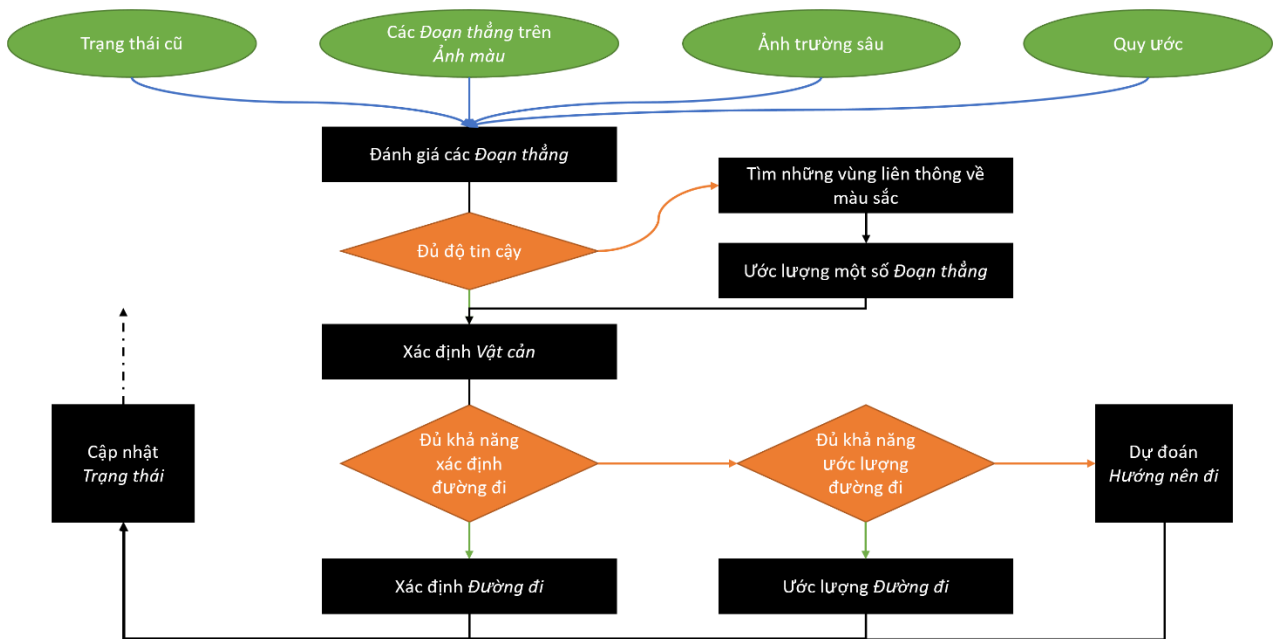 Trạng thái cũ
Các Đoạn thẳng trên
Ảnh màu
Ảnh trường sâu
Quy ước
Đánh giá các Đoạn thẳng
Tìm những vùng liên thông về
màu sắc
Đủ độ tin cậy
Ước lượng một số Đoạn thẳng
Xác định Vật cản
Cập nhật
Trạng thái
Đủ khả năng
xác định
đường đi
Đủ khả năng
ước lượng
đường đi
Dự đoán
Hướng nên đi
Xác định Đường đi
Ước lượng Đường đi